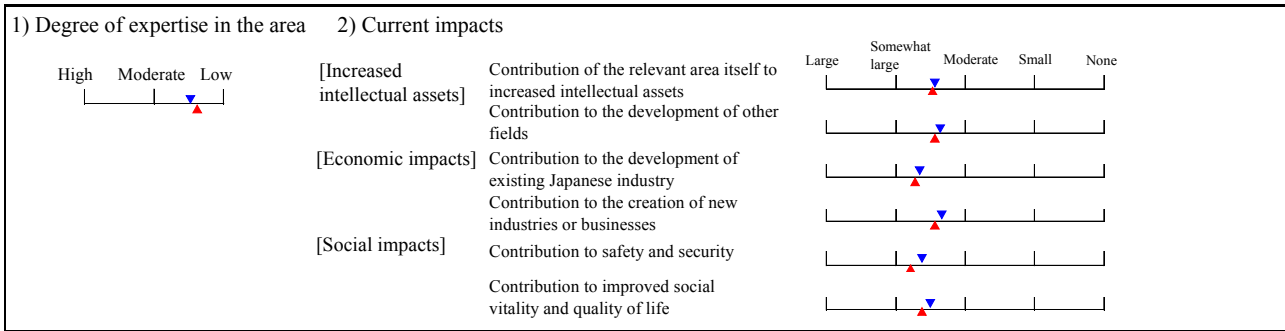 1) Degree of expertise in the area 2) Current impacts
High Moderate Low
Large Somewhat large Moderate Small None
[Increased intellectual assets]
Contribution of the relevant area itself to
increased intellectual assets
Contribution to the development of other
fields
[Economic impacts]
Contribution to the development of
existing Japanese industry
Contribution to the creation of new
industries or businesses
[Social impacts]
Contribution to safety and security
Contribution to improved social
vitality and quality of life